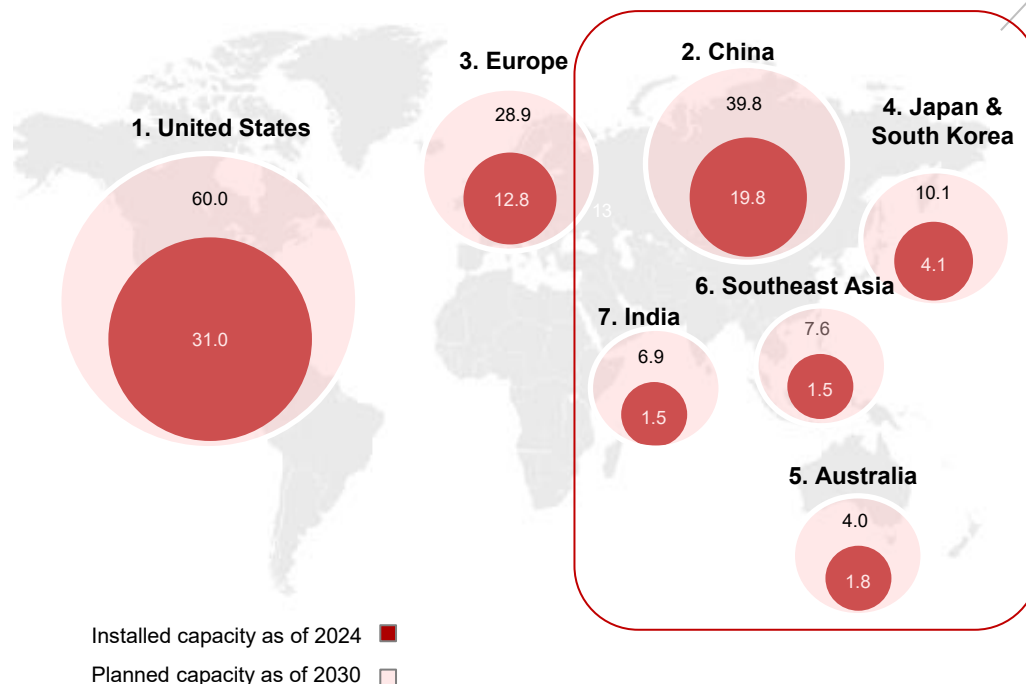 3. Europe
28.9
12.8
13
2. China
39.8
19.8
1. United States
60.0
31.0
4. Japan &
South Korea
10.1
4.1
6. Southeast Asia
7.6
1.5
7. India
6.9
1.5
5. Australia
4.0
1.8
Installed capacity as of 2024
Planned capacity as of 2030